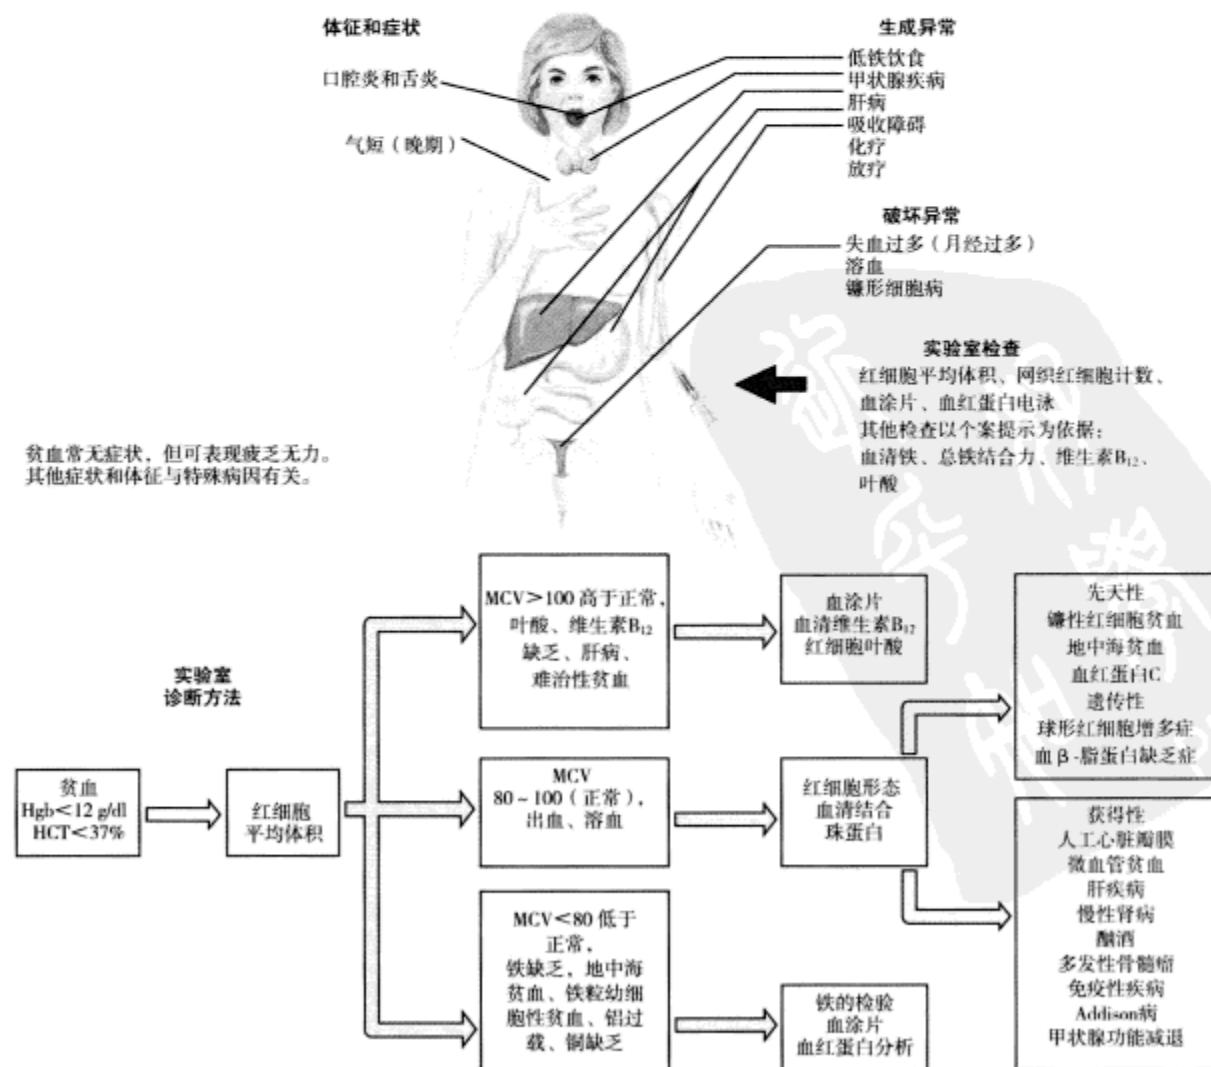 体征和症状
口腔炎和舌炎
气短（晚期）
生成异常
低铁饮食
甲状腺疾病
肝病
吸收障碍
化疗
放疗
破坏异常
失血过多（月经过多）
溶血
镰形细胞病
实验室检查
红细胞平均体积、网织红细胞计数、
血涂片、血红蛋白电泳
其他检查以个案提示为依据：
血清铁、总铁结合力、维生素B₁₂、
叶酸
贫血常无症状，但可表现疲乏无力。
其他症状和体征与特殊病因有关。
实验室
诊断方法
贫血
Hgb＜12 g/dl
HCT＜37%
红细胞
平均体积
MCV＞100 高于正常，
叶酸、维生素B₁₂
缺乏、肝病、
难治性贫血
血涂片
血清维生素B₁₂
红细胞叶酸
MCV
80～100（正常），
出血、溶血
红细胞形态
血清结合
珠蛋白
MCV＜80 低于
正常，
铁缺乏，地中海
贫血、铁粒幼细
胞性贫血、铝过
载、铜缺乏
铁的检验
血涂片
血红蛋白分析
先天性
镰性红细胞贫血
地中海贫血
血红蛋白C
遗传性
球形红细胞增多症
血β-脂蛋白缺乏症
获得性
人工心脏瓣膜
微血管贫血
肝疾病
慢性肾病
酗酒
多发性骨髓瘤
免疫性疾病
Addison病
甲状腺功能减退